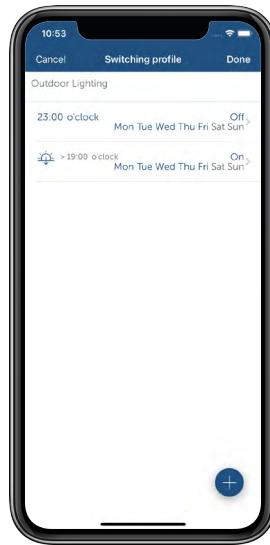 10:53
Cancel Switching profile Done
Outdoor Lighting
23:00 o'clock Off
Mon Tue Wed Thu Fri Sat Sun
> 19:00 o'clock On
Mon Tue Wed Thu Fri Sat Sun